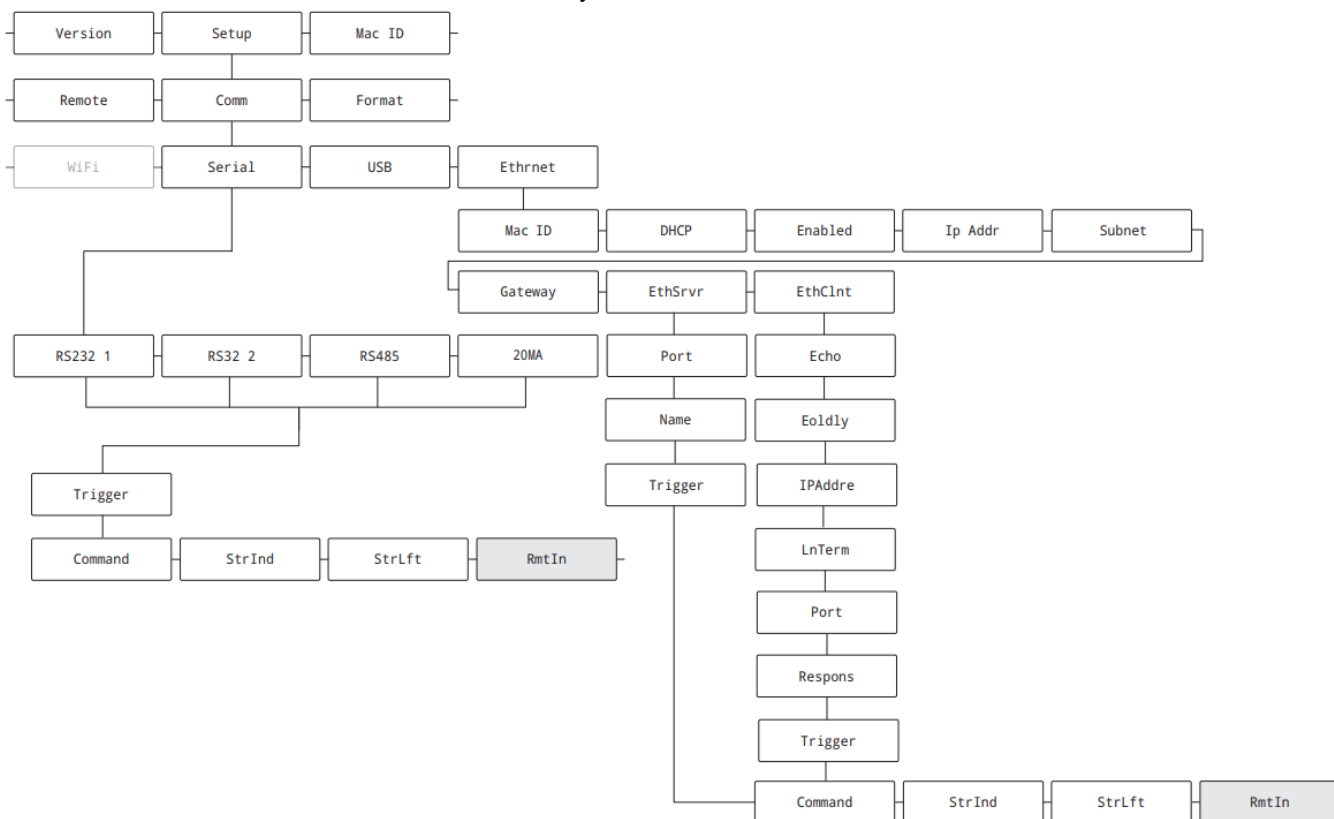 Version
Setup
Mac ID
Remote
Comm
Format
WiFi
Serial
USB
Ethrnet
Mac ID
DHCP
Enabled
Ip Addr
Subnet
Gateway
EthSrvr
EthClnt
RS232 1
RS32 2
RS485
20MA
Port
Echo
Name
Eoldly
Trigger
Trigger
IPAddre
Command
StrInd
StrLft
RmtIn
LnTerm
Port
Respons
Trigger
Command
StrInd
StrLft
RmtIn